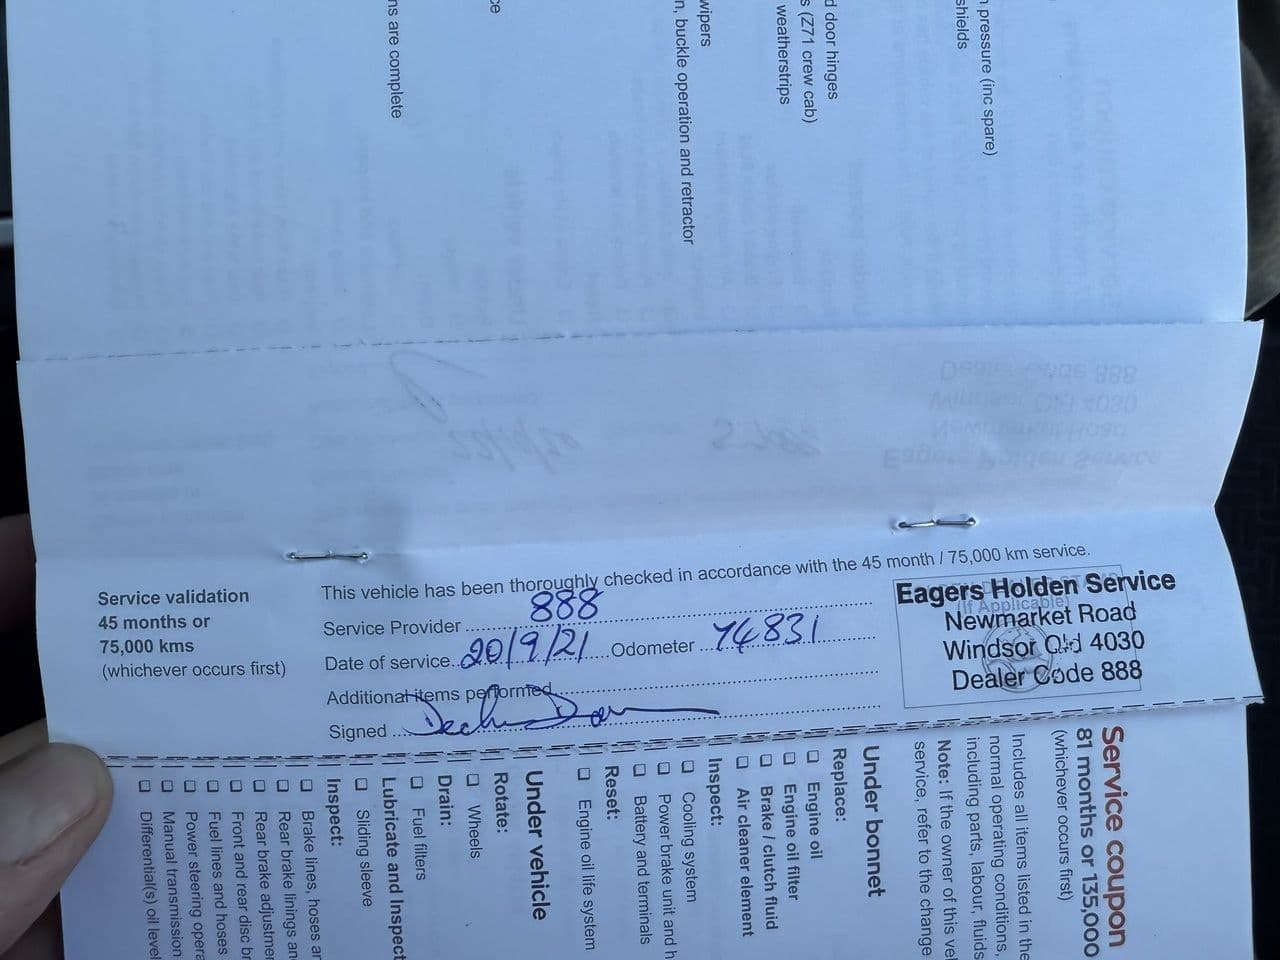 ns are complete
ce
n, buckle operation and retractor
wipers
weatherstrips
s (Z71 crew cab)
d door hinges
shields
n pressure (inc spare)
Service validation
45 months or
75,000 kms
(whichever occurs first)
This vehicle has been thoroughly checked in accordance with the 45 month / 75,000 km service.
Service Provider 888
Date of service 20/9/21 Odometer 74831
Additional items performed
Signed
(If Applicable)
Eagers Holden Service
Newmarket Road
Windsor Qld 4030
Dealer Code 888
Service coupon
81 months or 135,000
(whichever occurs first)
Includes all items listed in the
normal operating conditions,
including parts, labour, fluids
Note: If the owner of this ve
service, refer to the change
Under bonnet
Replace:
❑ Engine oil
❑ Engine oil filter
❑ Brake / clutch fluid
❑ Air cleaner element
Inspect:
❑ Cooling system
❑ Power brake unit and h
❑ Battery and terminals
Reset:
❑ Engine oil life system
Under vehicle
Rotate:
❑ Wheels
Drain:
❑ Fuel filters
Lubricate and Inspect
❑ Sliding sleeve
Inspect:
❑ Brake lines, hoses an
❑ Rear brake linings an
❑ Rear brake adjustmen
❑ Front and rear disc br
❑ Fuel lines and hoses
❑ Power steering opera
❑ Manual transmission
❑ Differential(s) oil level